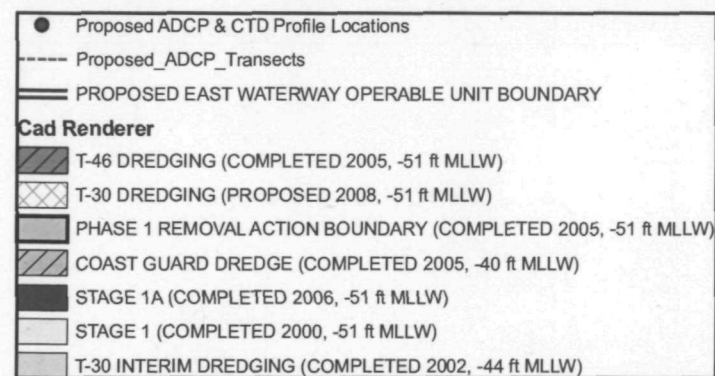 Proposed ADCP & CTD Profile Locations
Proposed_ADCP_Transects
PROPOSED EAST WATERWAY OPERABLE UNIT BOUNDARY
Cad Renderer
T-46 DREDGING (COMPLETED 2005, -51 ft MLLW)
T-30 DREDGING (PROPOSED 2008, -51 ft MLLW)
PHASE 1 REMOVAL ACTION BOUNDARY (COMPLETED 2005, -51 ft MLLW)
COAST GUARD DREDGE (COMPLETED 2005, -40 ft MLLW)
STAGE 1A (COMPLETED 2006, -51 ft MLLW)
STAGE 1 (COMPLETED 2000, -51 ft MLLW)
T-30 INTERIM DREDGING (COMPLETED 2002, -44 ft MLLW)